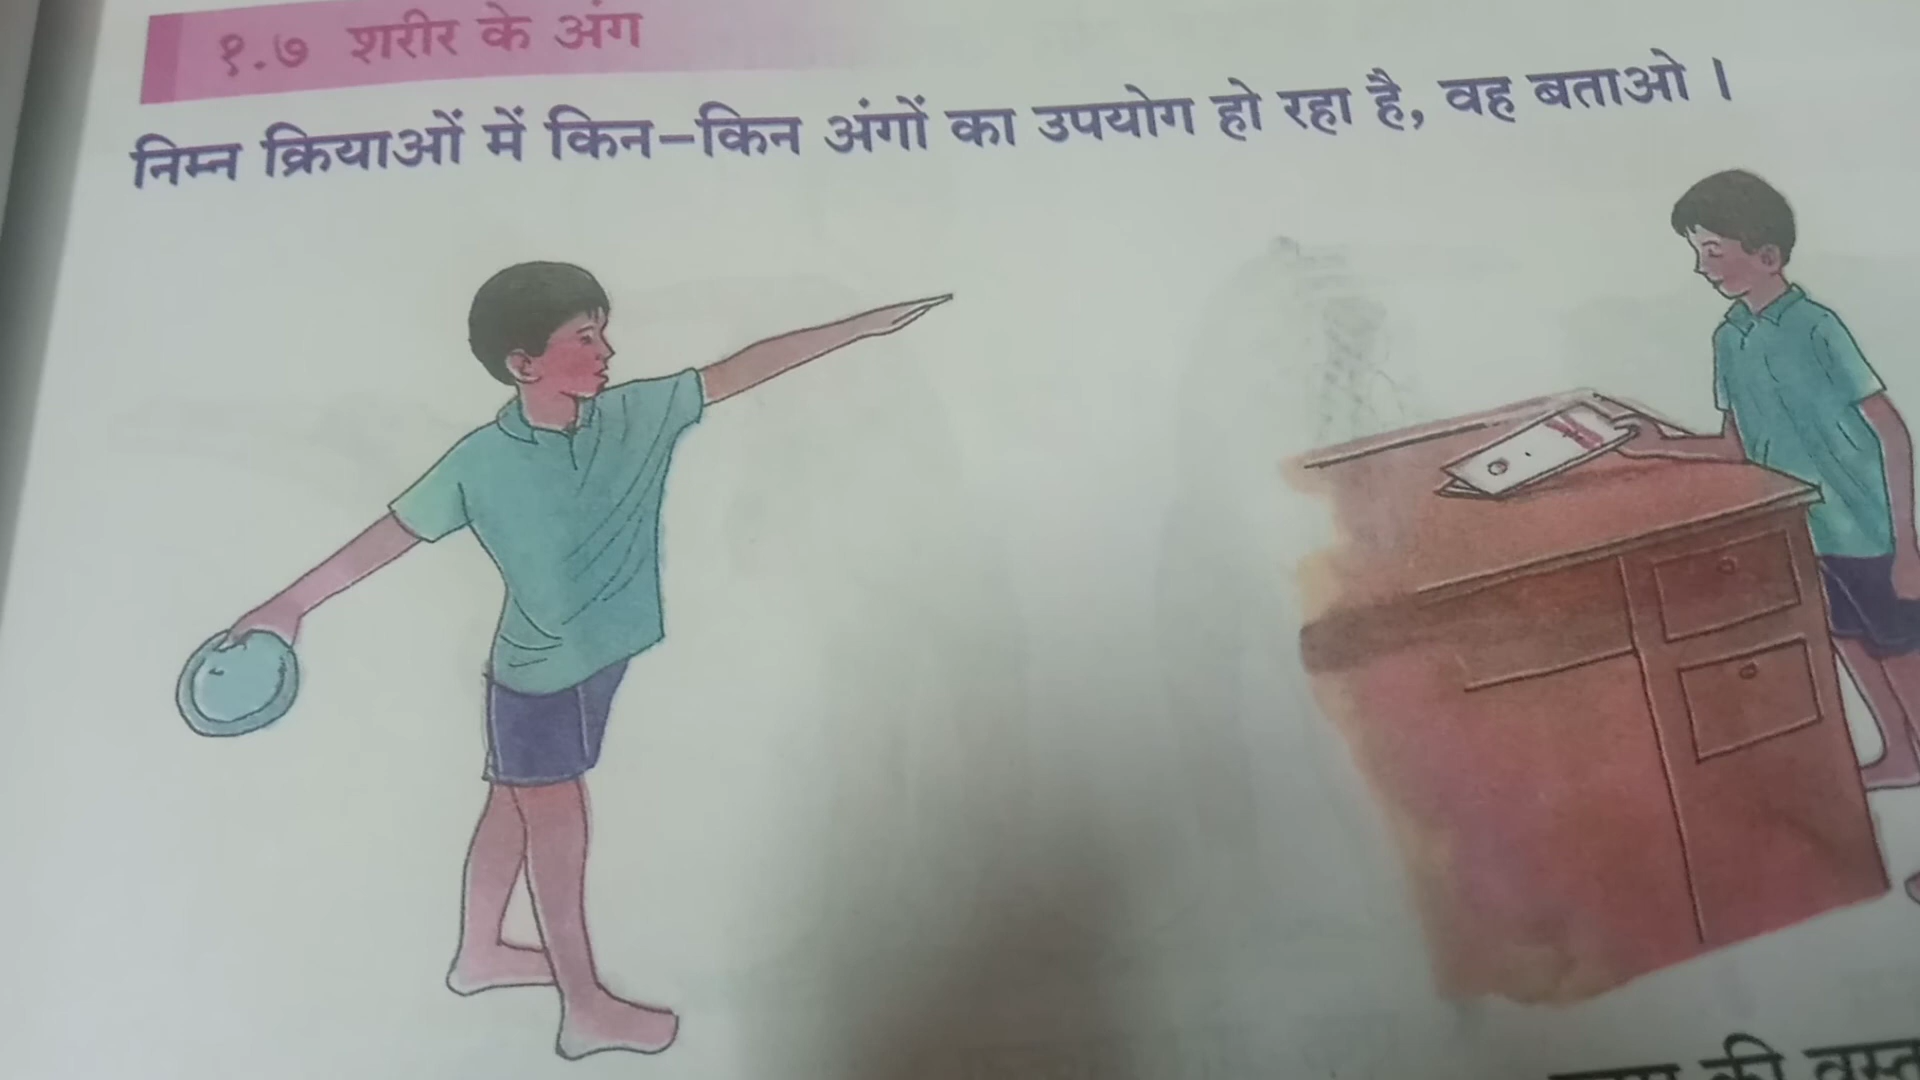 १.७ शरीर के अंग
निम्न क्रियाओं में किन-किन अंगों का उपयोग हो रहा है, वह बताओ ।
की